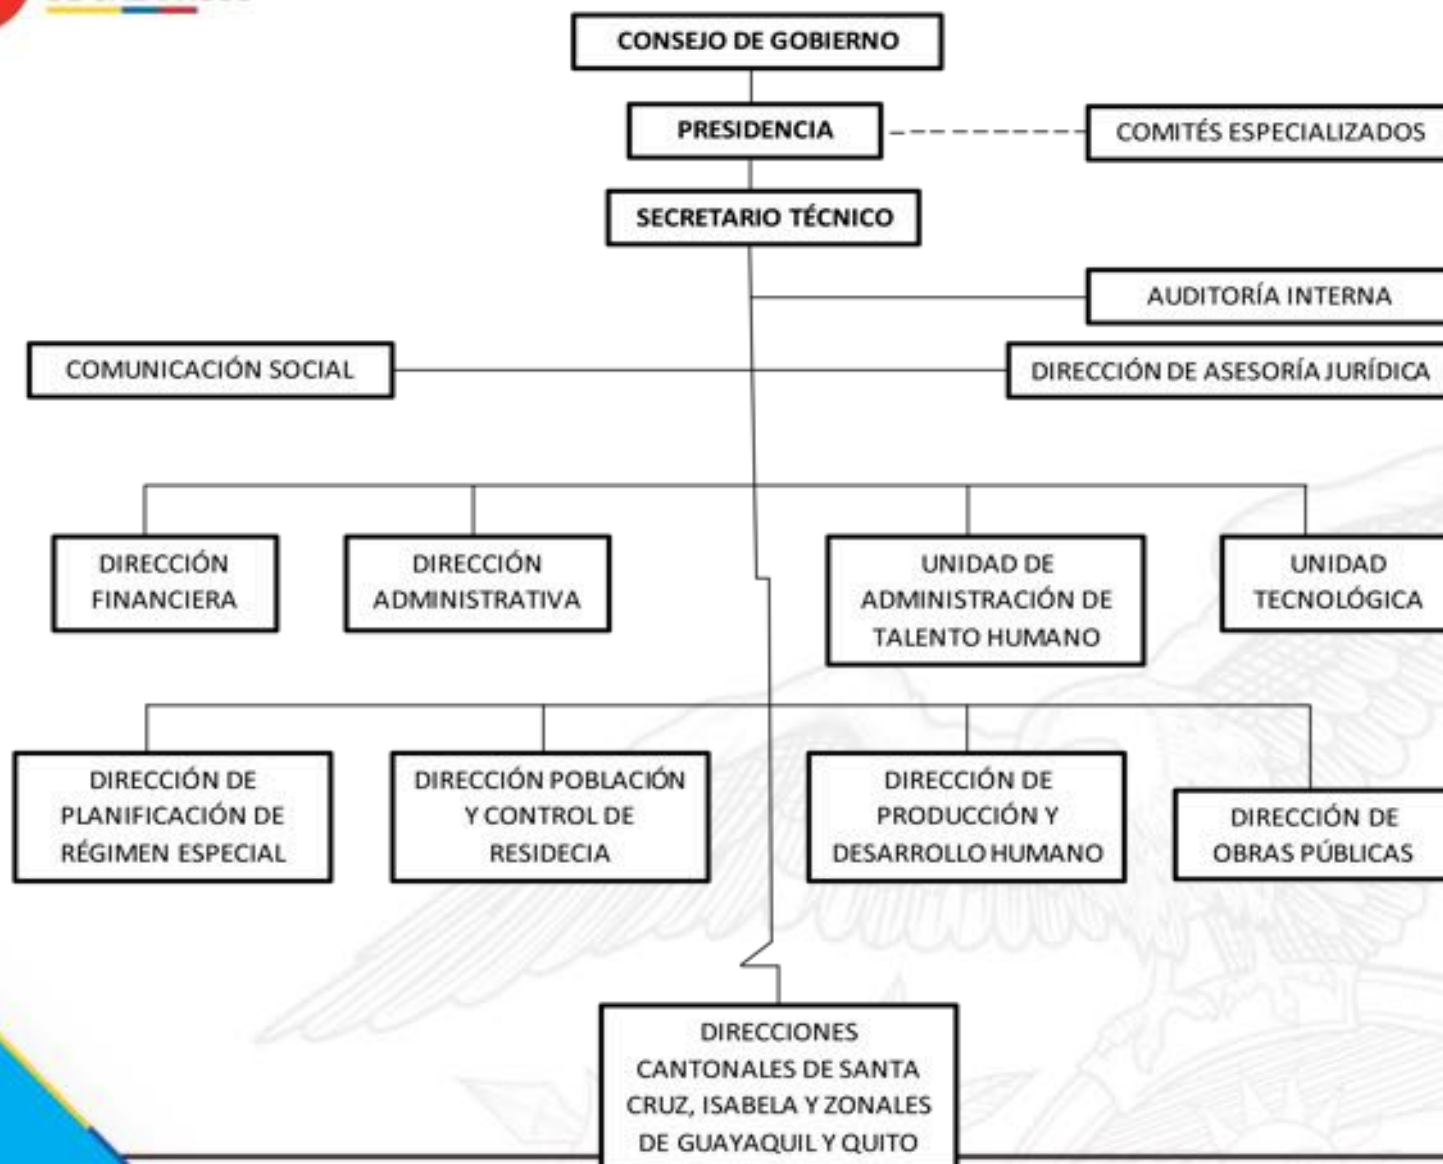 CONSEJO DE GOBIERNO
PRESIDENCIA
COMITÉS ESPECIALIZADOS
SECRETARIO TÉCNICO
AUDITORÍA INTERNA
COMUNICACIÓN SOCIAL
DIRECCIÓN DE ASESORÍA JURÍDICA
DIRECCIÓN
FINANCIERA
DIRECCIÓN
ADMINISTRATIVA
UNIDAD DE
ADMINISTRACIÓN DE
TALENTO HUMANO
UNIDAD
TECNOLÓGICA
DIRECCIÓN DE
PLANIFICACIÓN DE
RÉGIMEN ESPECIAL
DIRECCIÓN POBLACIÓN
Y CONTROL DE
RESIDECIA
DIRECCIÓN DE
PRODUCCIÓN Y
DESARROLLO HUMANO
DIRECCIÓN DE
OBRAS PÚBLICAS
DIRECCIONES
CANTONALES DE SANTA
CRUZ, ISABELA Y ZONALES
DE GUAYAQUIL Y QUITO